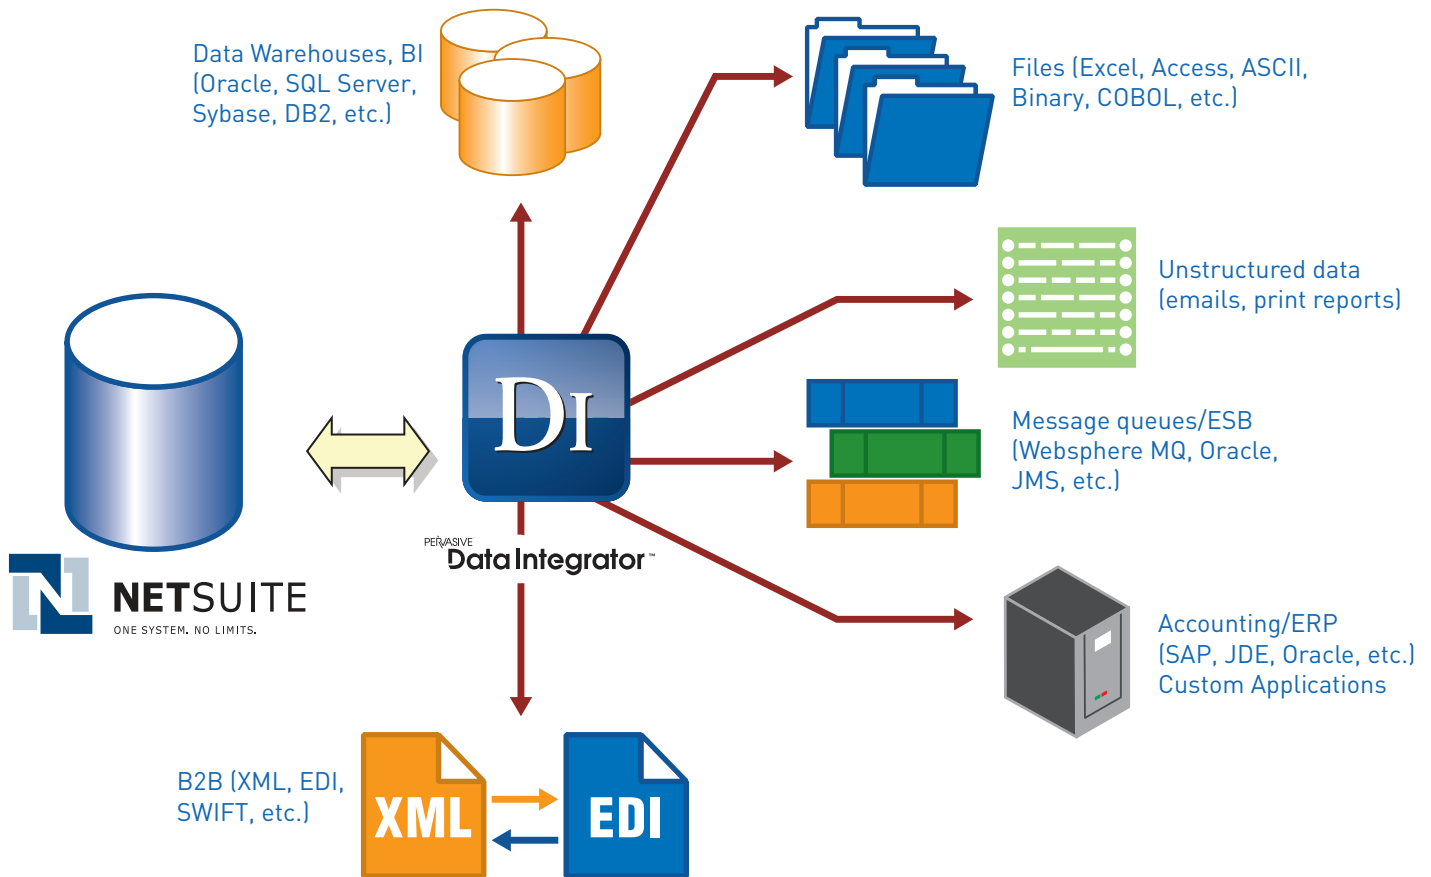 Data Warehouses, BI
(Oracle, SQL Server,
Sybase, DB2, etc.)
Files (Excel, Access, ASCII,
Binary, COBOL, etc.)
Unstructured data
(emails, print reports)
DI
Message queues/ESB
(Websphere MQ, Oracle,
JMS, etc.)
PERVASIVE
Data Integrator™
N
NETSUITE
ONE SYSTEM. NO LIMITS.
Accounting/ERP
(SAP, JDE, Oracle, etc.)
Custom Applications
B2B (XML, EDI,
SWIFT, etc.)
XML
EDI